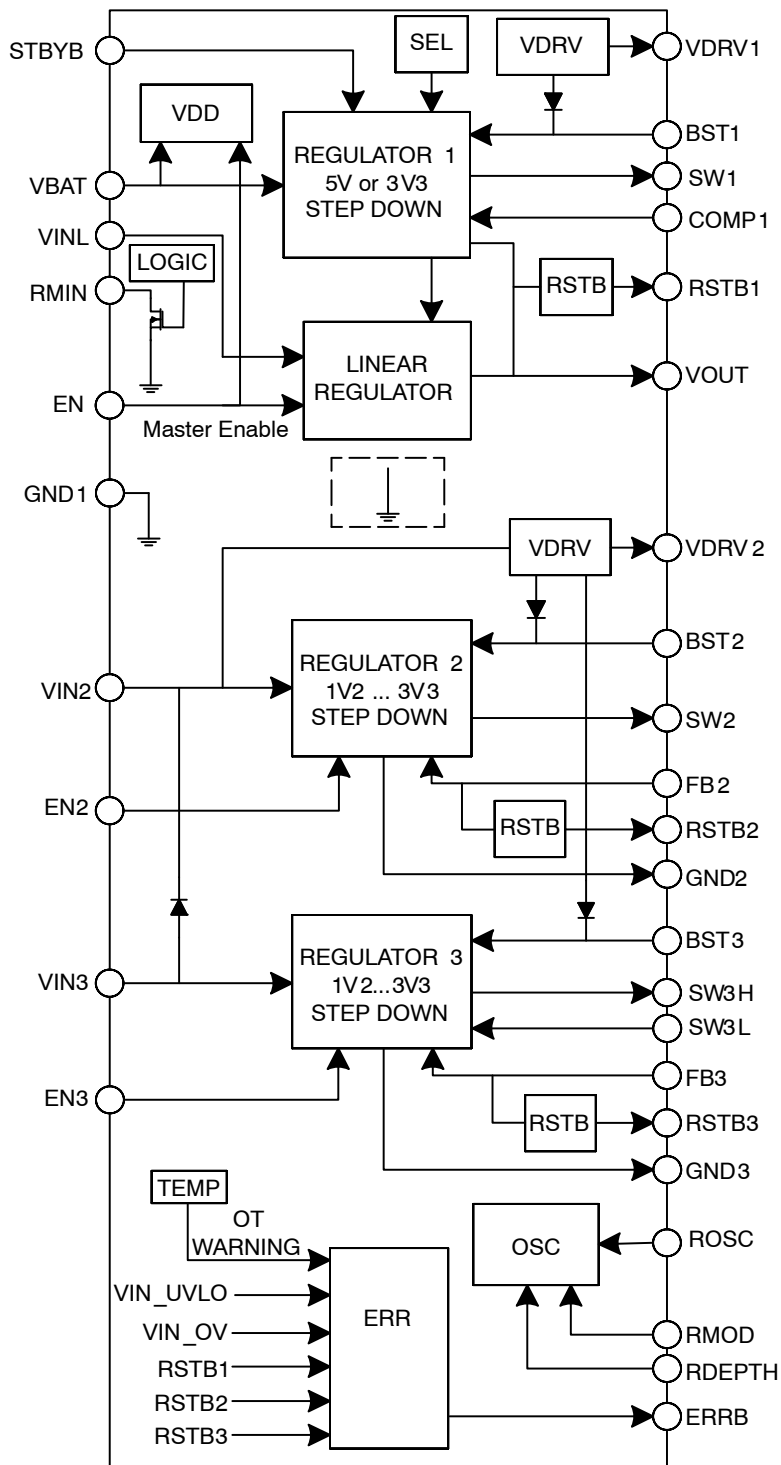 STBYB
SEL
VDRV
VDRV1
VDD
BST1
REGULATOR 1
5V or 3V3
STEP DOWN
VBAT
SW1
COMP1
VINL
LOGIC
RMIN
RSTB
RSTB1
LINEAR
REGULATOR
VOUT
EN
Master Enable
GND1
VDRV
VDRV2
BST2
REGULATOR 2
1V2 ... 3V3
STEP DOWN
VIN2
SW2
FB2
EN2
RSTB
RSTB2
GND2
BST3
REGULATOR 3
1V2...3V3
STEP DOWN
VIN3
SW3H
SW3L
FB3
EN3
RSTB
RSTB3
GND3
TEMP
OT
WARNING
OSC
ROSC
VIN_UVLO
ERR
VIN_OV
RMOD
RSTB1
RDEPTH
RSTB2
ERRB
RSTB3